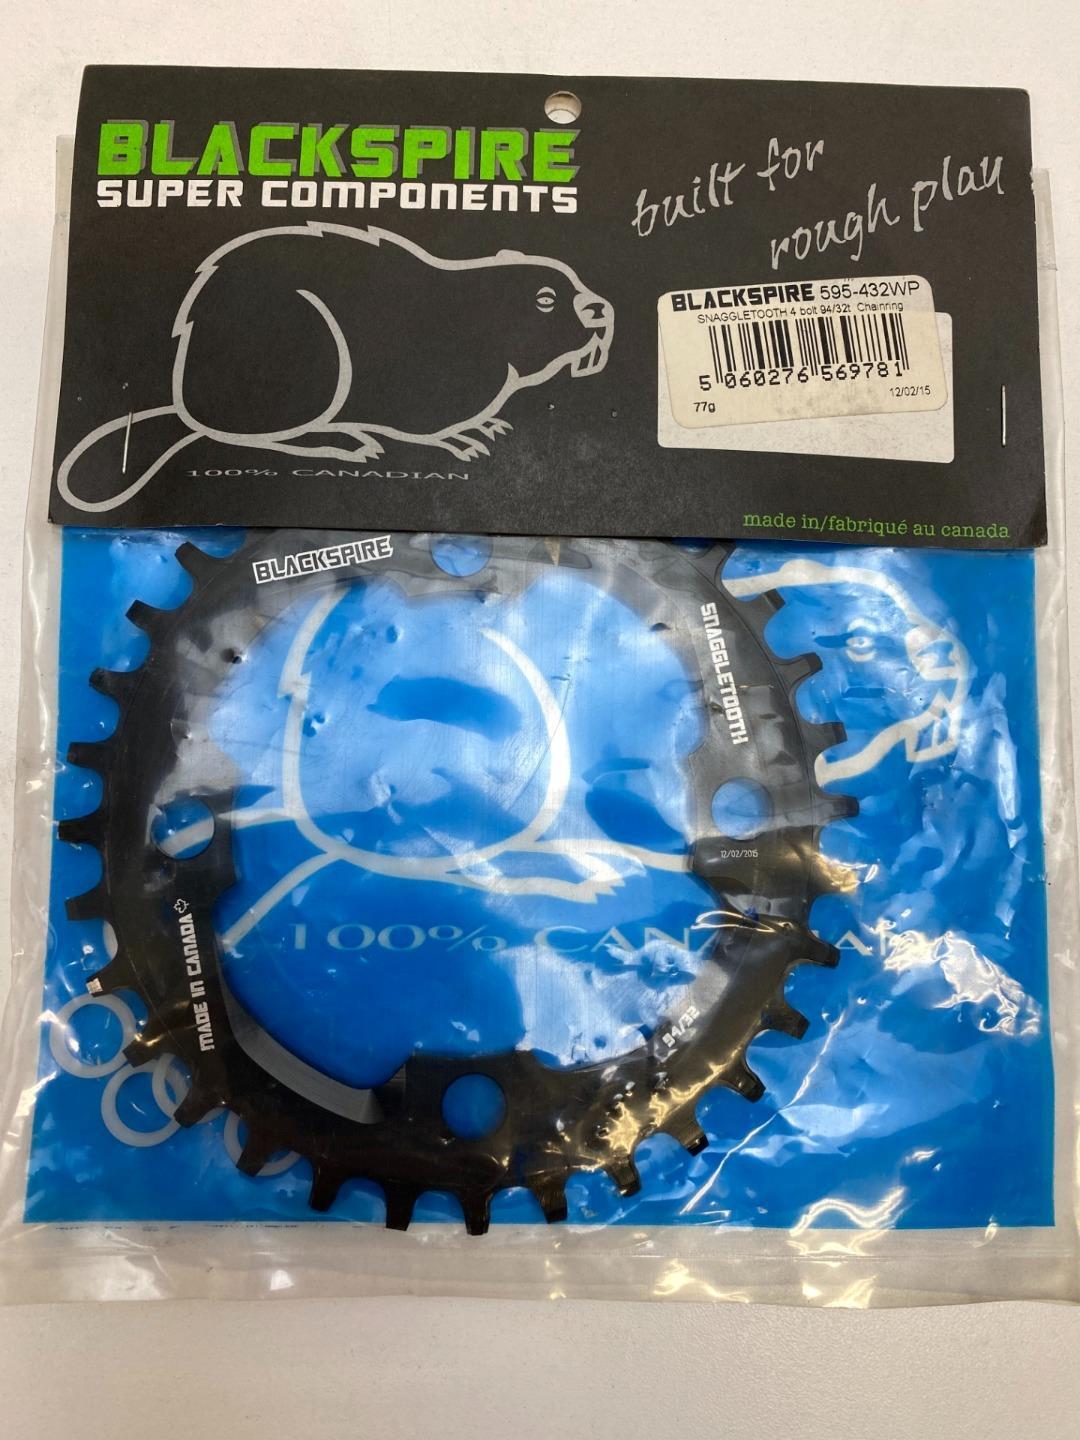 BLACKSPIRE
SUPER COMPONENTS
built for
rough play
BLACKSPIRE 595-432WP
SNAGGLETOOTH 4 bolt 94/32t Chainring
5 060276 569781
12/02/15
77g
100% CANADIAN
made in/fabriqué au canada
BLACKSPIRE
SNAGGLETOOTH
12/02/2015
MADE IN CANADA
100% CANADIAN
94/32